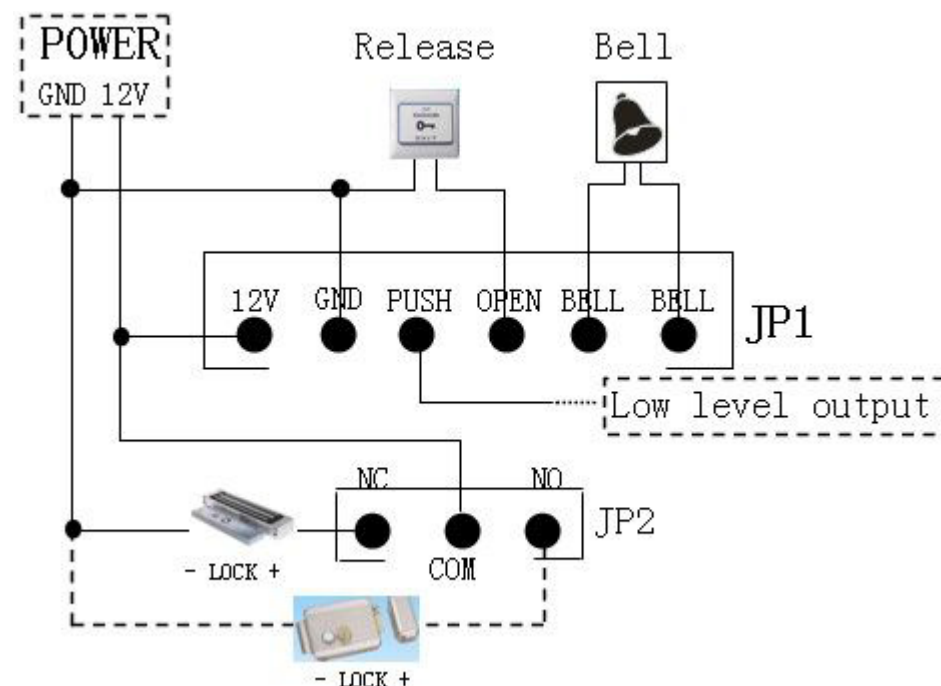 POWER
GND 12V
Release
Bell
12V GND PUSH OPEN BELL BELL
JP1
Low level output
NC NO
JP2
COM
- LOCK +
- LOCK +